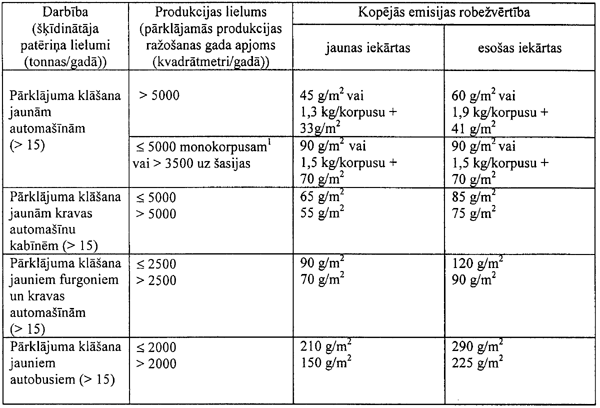 Darbība
(šķīdinātāja
patēriņa lielumi
(tonnas/gadā))
Produkcijas lielums
(pārklājamās produkcijas
ražošanas gada apjoms
(kvadrātmetri/gadā))
Kopējās emisijas robežvērtība
jaunas iekārtas
esošas iekārtas
Pārklājuma klāšana
jaunām
automašīnām
(> 15)
> 5000
45 g/m² vai
1,3 kg/korpusu +
33g/m²
60 g/m² vai
1,9 kg/korpusu +
41 g/m²
≤ 5000 monokorpusam¹
vai > 3500 uz šasijas
90 g/m² vai
1,5 kg/korpusu +
70 g/m²
90 g/m² vai
1,5 kg/korpusu +
70 g/m²
Pārklājuma klāšana
jaunām kravas
automašīnu
kabīnēm (> 15)
≤ 5000
> 5000
65 g/m²
55 g/m²
85 g/m²
75 g/m²
Pārklājuma klāšana
jauniem furgoniem
un kravas
automašīnām
(> 15)
≤ 2500
> 2500
90 g/m²
70 g/m²
120 g/m²
90 g/m²
Pārklājuma klāšana
jauniem
autobusiem (> 15)
≤ 2000
> 2000
210 g/m²
150 g/m²
290 g/m²
225 g/m²